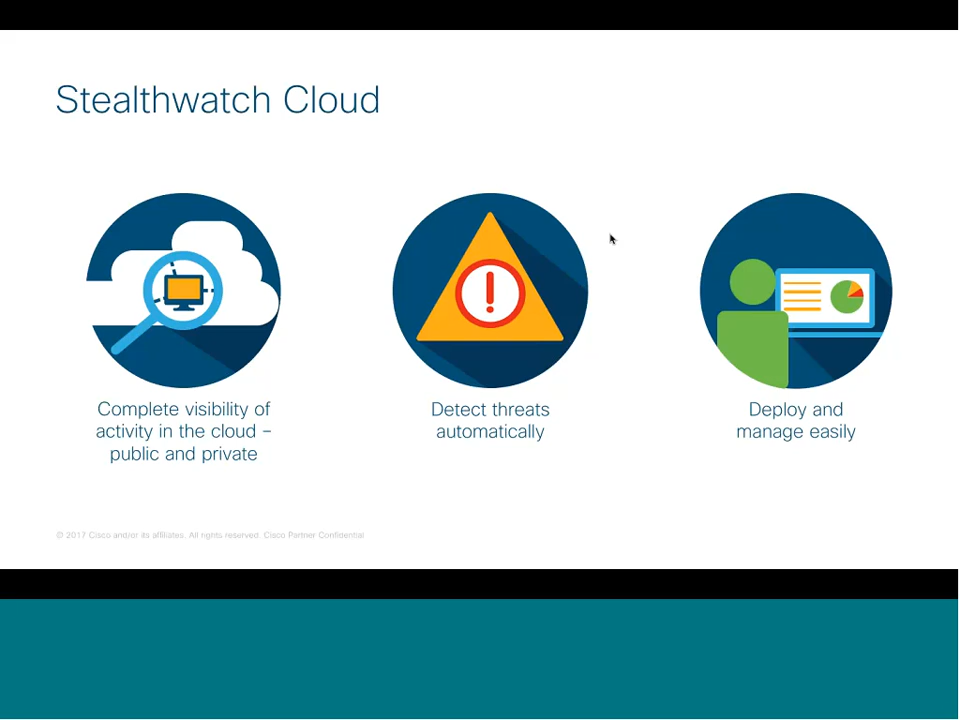 Stealthwatch Cloud
Complete visibility of
activity in the cloud –
public and private
Detect threats
automatically
Deploy and
manage easily
© 2017 Cisco and/or its affiliates. All rights reserved. Cisco Partner Confidential